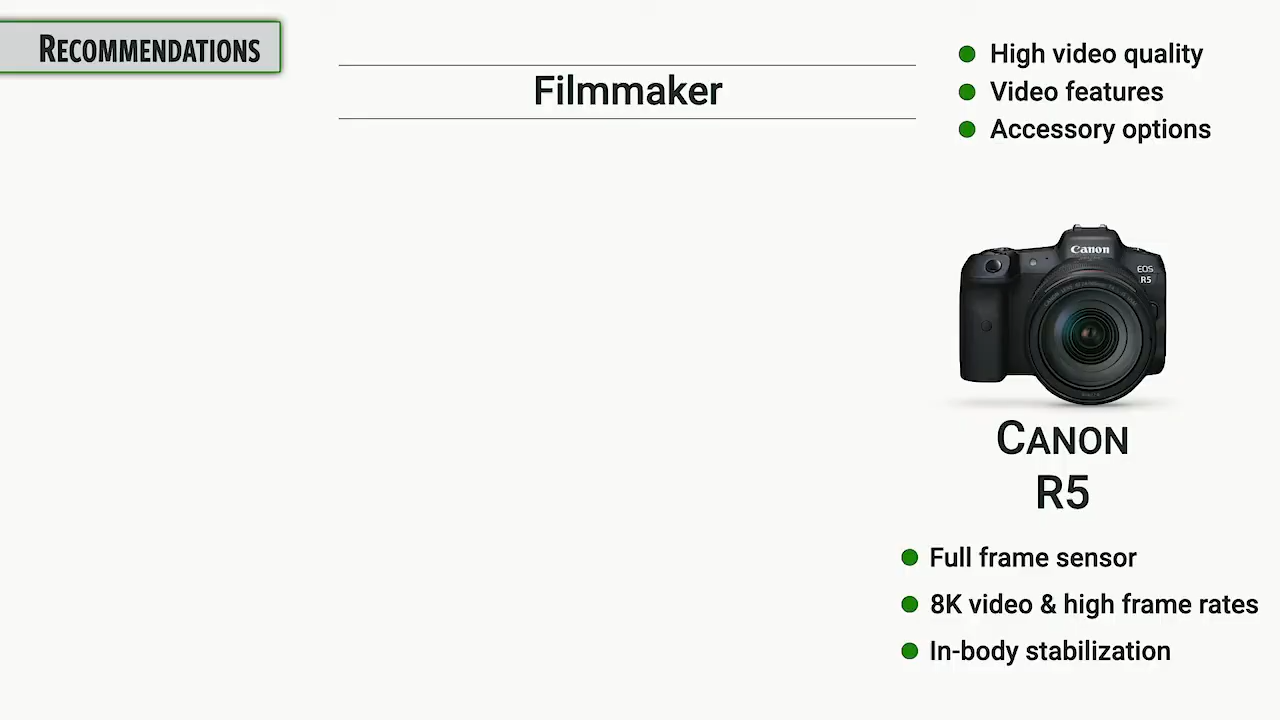 RECOMMENDATIONS
Filmmaker
High video quality
Video features
Accessory options
Canon
EOS
R5
CANON
R5
Full frame sensor
8K video & high frame rates
In-body stabilization